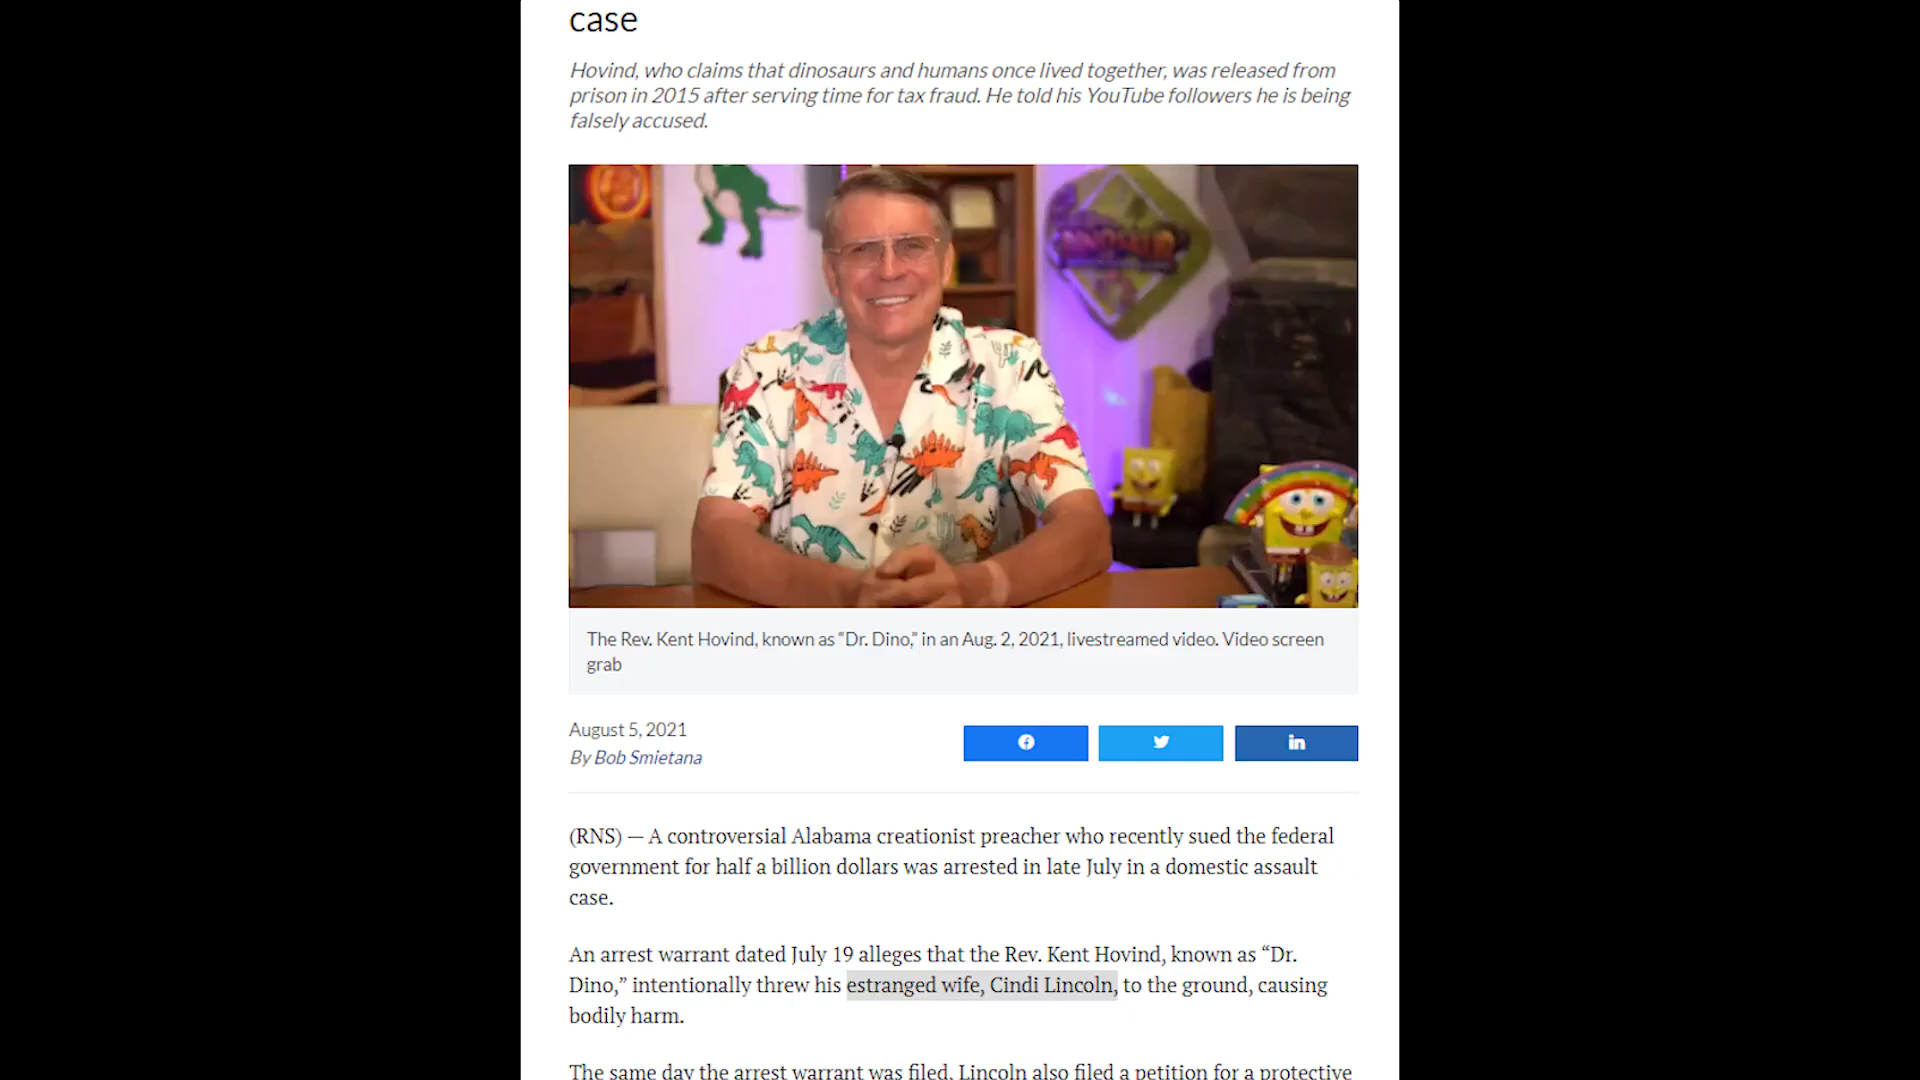 case
Hovind, who claims that dinosaurs and humans once lived together, was released from
prison in 2015 after serving time for tax fraud. He told his YouTube followers he is being
falsely accused.
The Rev. Kent Hovind, known as “Dr. Dino,” in an Aug. 2, 2021, livestreamed video. Video screen
grab
August 5, 2021
By Bob Smietana
(RNS) — A controversial Alabama creationist preacher who recently sued the federal
government for half a billion dollars was arrested in late July in a domestic assault
case.
An arrest warrant dated July 19 alleges that the Rev. Kent Hovind, known as “Dr.
Dino,” intentionally threw his estranged wife, Cindi Lincoln, to the ground, causing
bodily harm.
The same day the arrest warrant was filed, Lincoln also filed a petition for a protective